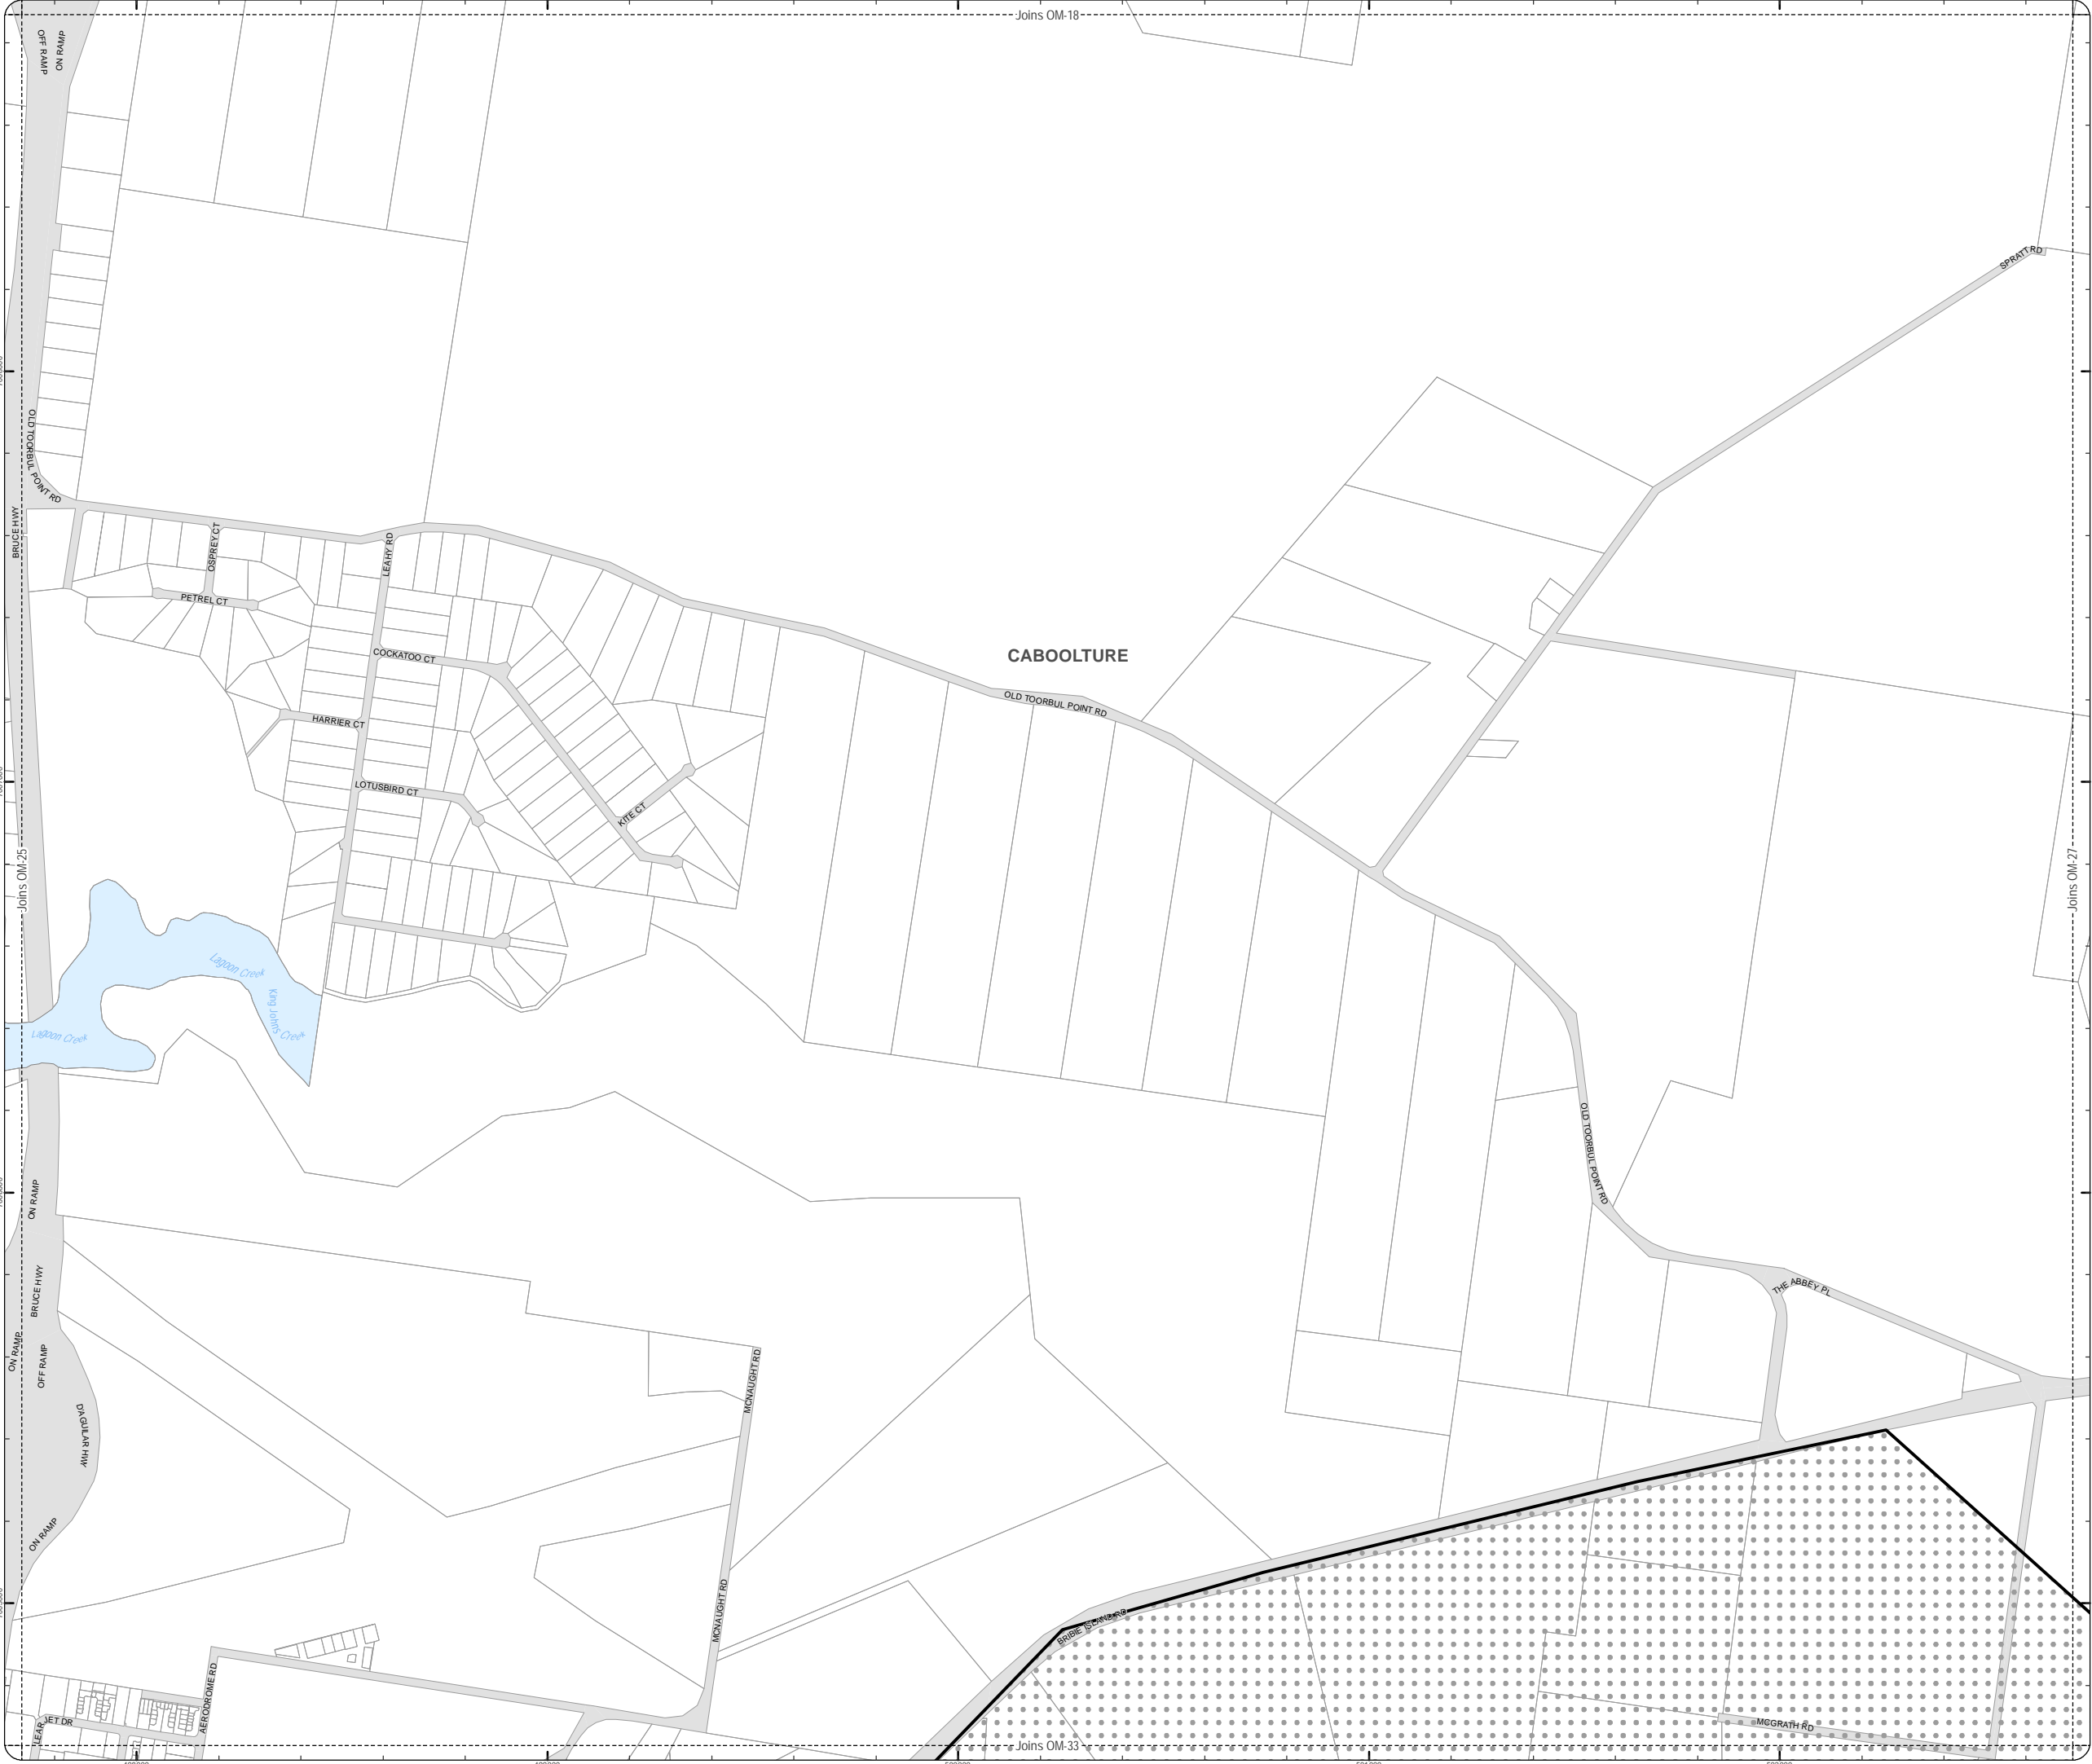 Joins OM-18
OFF RAMP
ON RAMP
SPRATT RD
OLD TOORBUL POINT RD
BRUCE HWY
OSPREY CT
LEAHY RD
PETREL CT
COCKATOO CT
CABOOLTURE
OLD TOORBUL POINT RD
HARRIER CT
LOTUSBIRD CT
KITE CT
Joins OM-25
Joins OM-27
Lagoon Creek
King Johns Creek
Lagoon Creek
OLD TOORBUL POINT RD
ON RAMP
BRUCE HWY
THE ABBEY PL
ON RAMP
OFF RAMP
MCNAUGHT RD
D'AGUILAR HWY
ON RAMP
MCNAUGHT RD
BRIBIE ISLAND RD
AERODROME RD
LEAR JET DR
MCGRATH RD
Joins OM-33